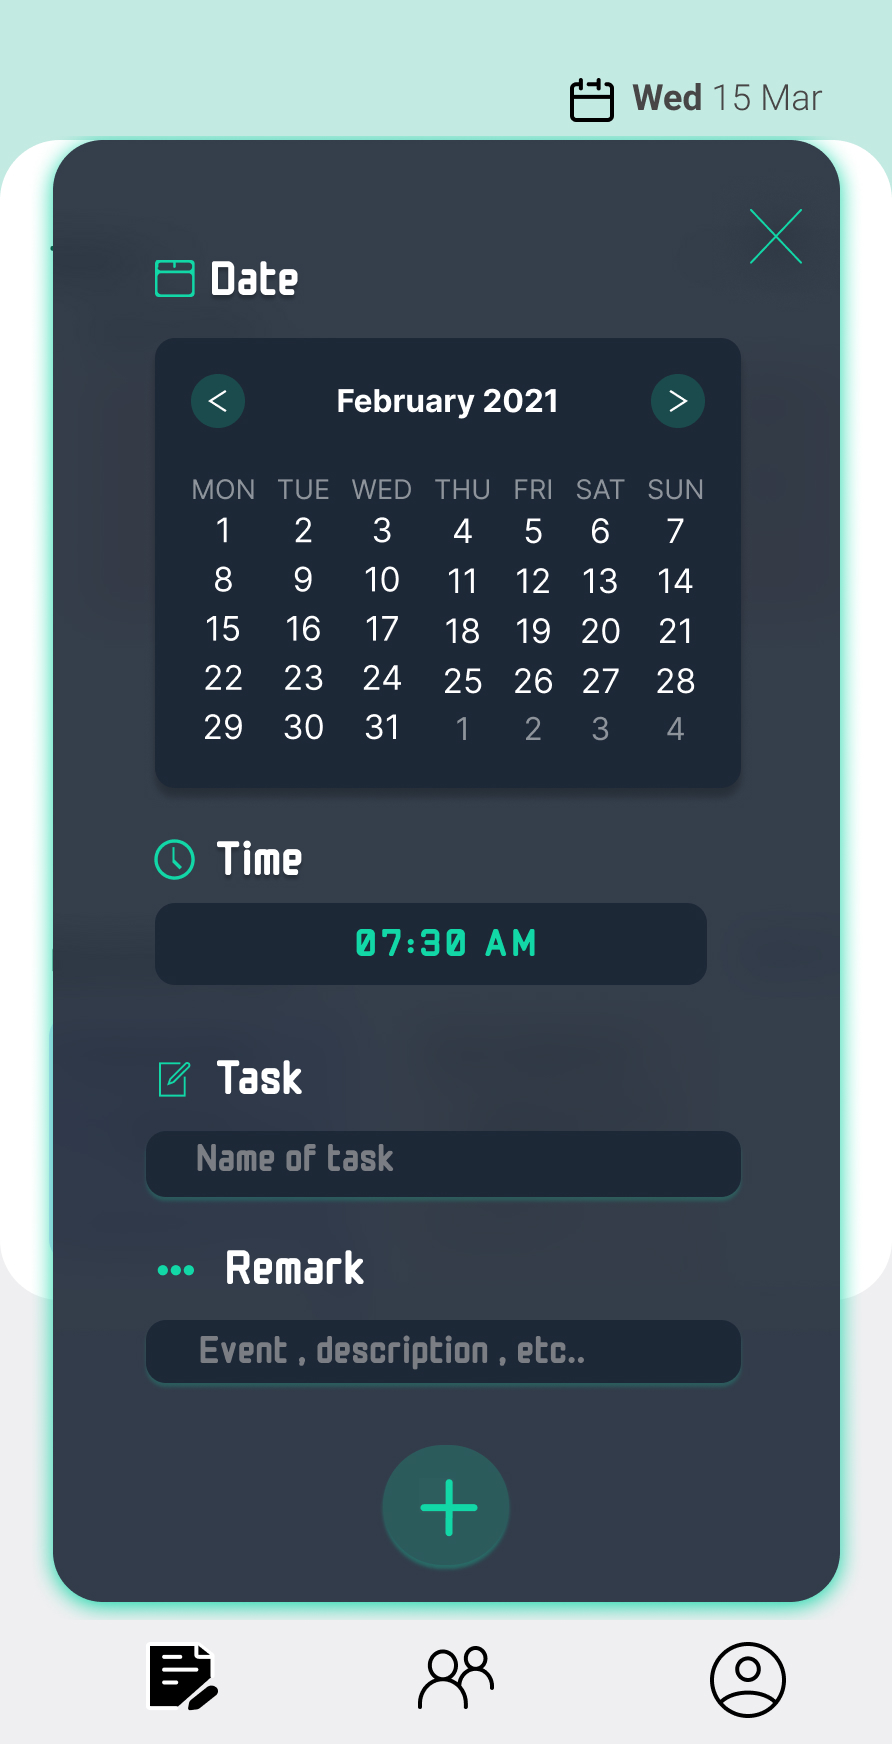 Wed 15 Mar
Date
< February 2021 >
MON TUE WED THU FRI SAT SUN
1 2 3 4 5 6 7
8 9 10 11 12 13 14
15 16 17 18 19 20 21
22 23 24 25 26 27 28
29 30 31 1 2 3 4
Time
07:30 AM
Task
Name of task
Remark
Event , description , etc..